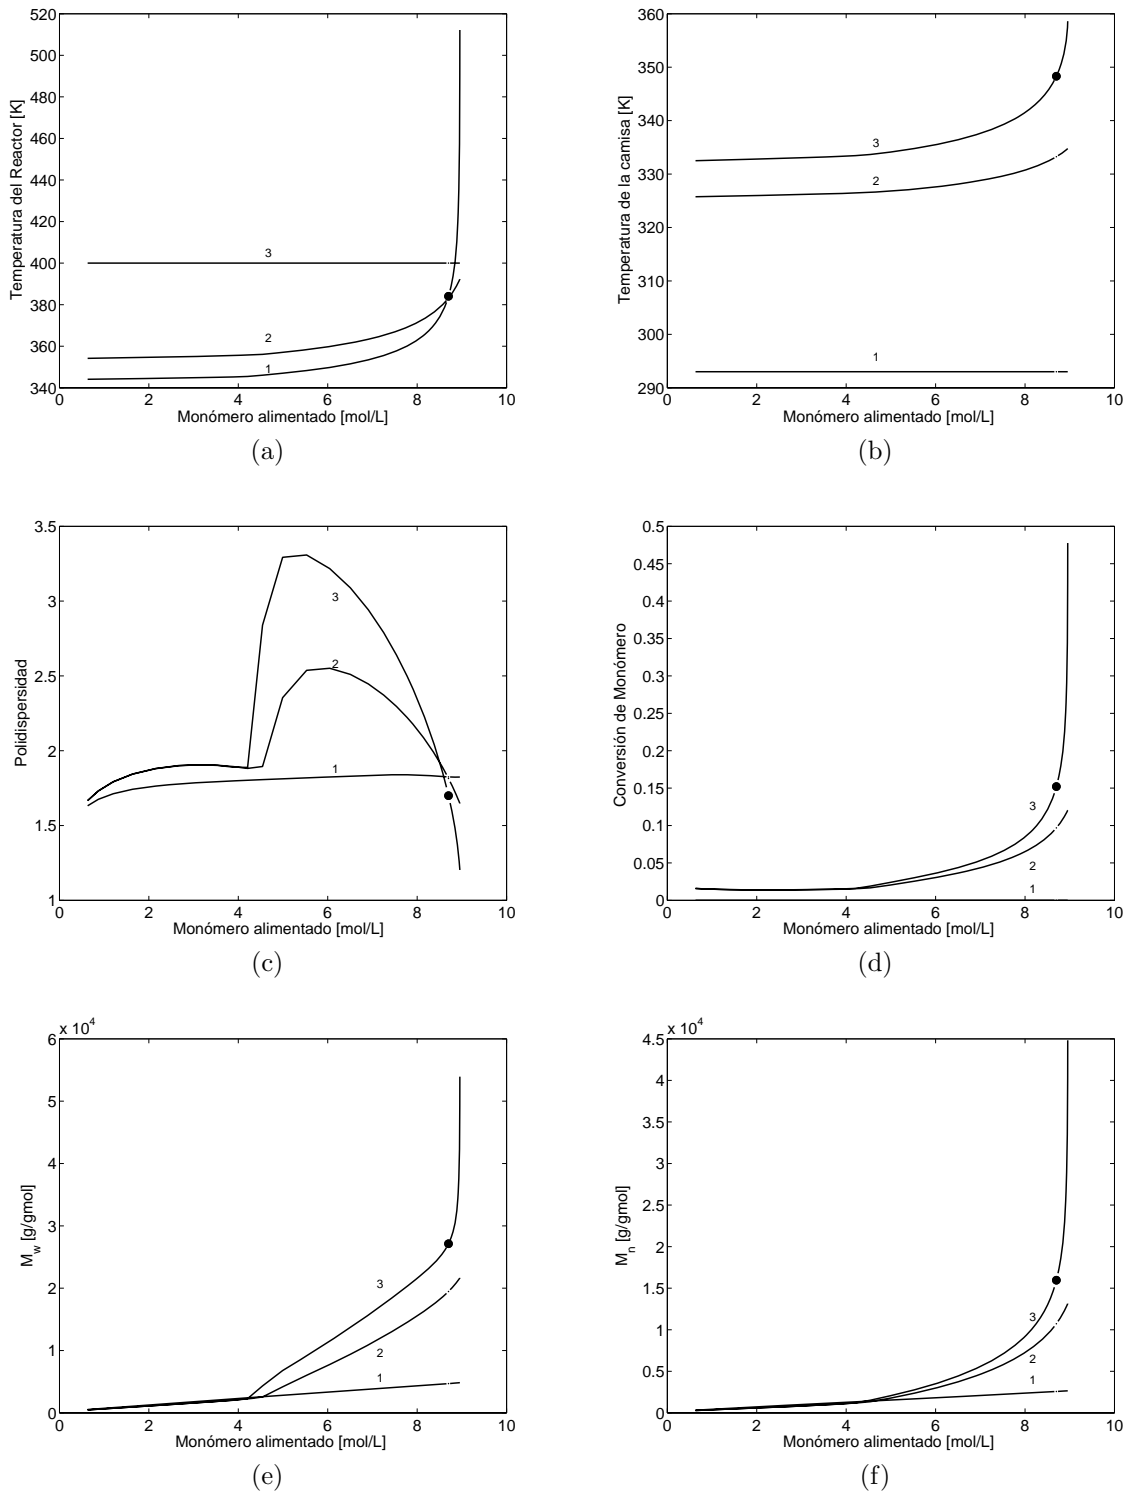 520
500
480
460
440
420
400
380
360
340
0 2 4 6 8 10
Temperatura del Reactor [K]
Monómero alimentado [mol/L]
3
2
1
(a)
360
350
340
330
320
310
300
290
0 2 4 6 8 10
Temperatura de la camisa [K]
Monómero alimentado [mol/L]
3
2
1
(b)
3.5
3
2.5
2
1.5
1
0 2 4 6 8 10
Polidispersidad
Monómero alimentado [mol/L]
3
2
1
(c)
0.5
0.45
0.4
0.35
0.3
0.25
0.2
0.15
0.1
0.05
0
0 2 4 6 8 10
Conversión de Monómero
Monómero alimentado [mol/L]
3
2
1
(d)
x 10^4
6
5
4
3
2
1
0
0 2 4 6 8 10
M_w [g/gmol]
Monómero alimentado [mol/L]
3
2
1
(e)
x 10^4
4.5
4
3.5
3
2.5
2
1.5
1
0.5
0
0 2 4 6 8 10
M_n [g/gmol]
Monómero alimentado [mol/L]
3
2
1
(f)